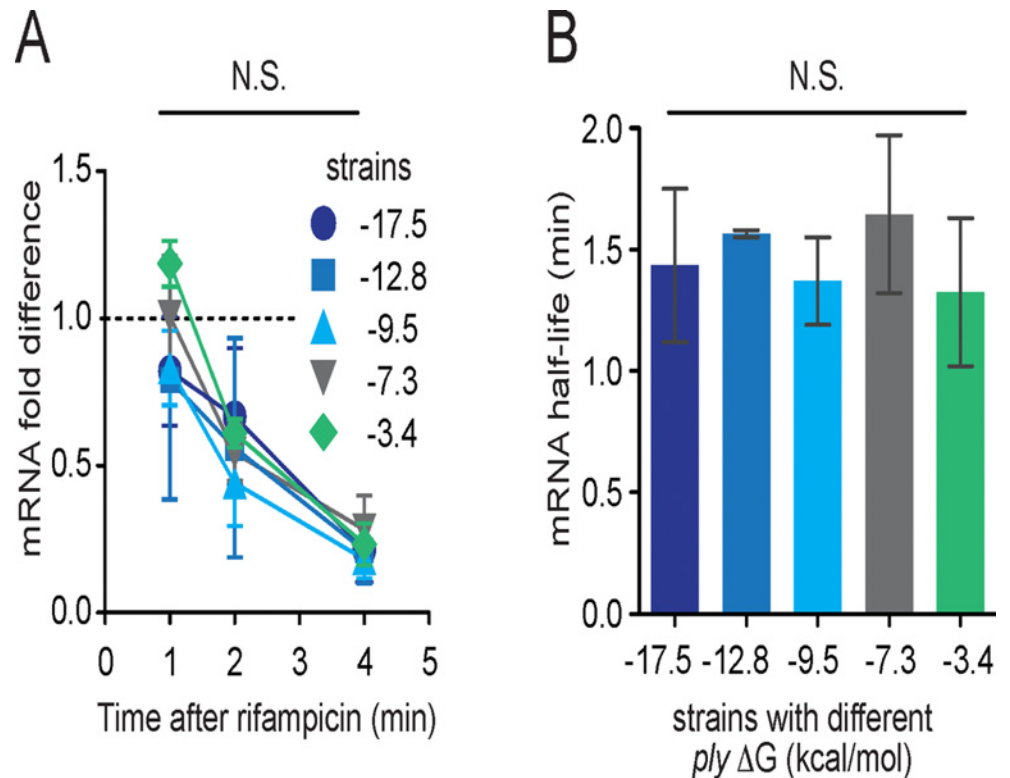 A
N.S.
mRNA fold difference
1.5
1.0
0.5
0.0
strains
-17.5
-12.8
-9.5
-7.3
-3.4
0 1 2 3 4 5
Time after rifampicin (min)
B
N.S.
mRNA half-life (min)
2.0
1.5
1.0
0.5
0.0
-17.5 -12.8 -9.5 -7.3 -3.4
strains with different
ply ΔG (kcal/mol)